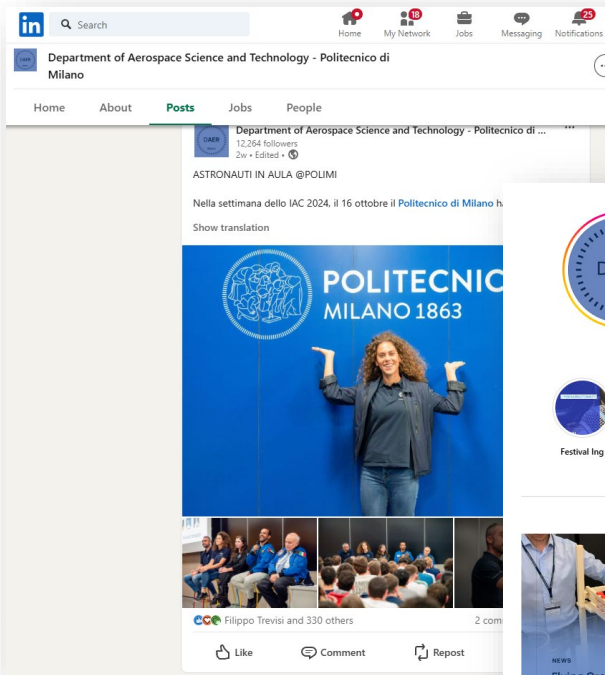 in
Search
Home
18
My Network
Jobs
Messaging
25
Notifications
Department of Aerospace Science and Technology - Politecnico di
Milano
Home
About
Posts
Jobs
People
DAER
Department of Aerospace Science and Technology - Politecnico di ...
12,264 followers
2w • Edited •
ASTRONAUTI IN AULA @POLIMI
Nella settimana dello IAC 2024, il 16 ottobre il Politecnico di Milano
Show translation
POLITECNIC
MILANO 1863
Filippo Trevisi and 330 others
2 com
Like
Comment
Repost
Festival Ing
NEWS